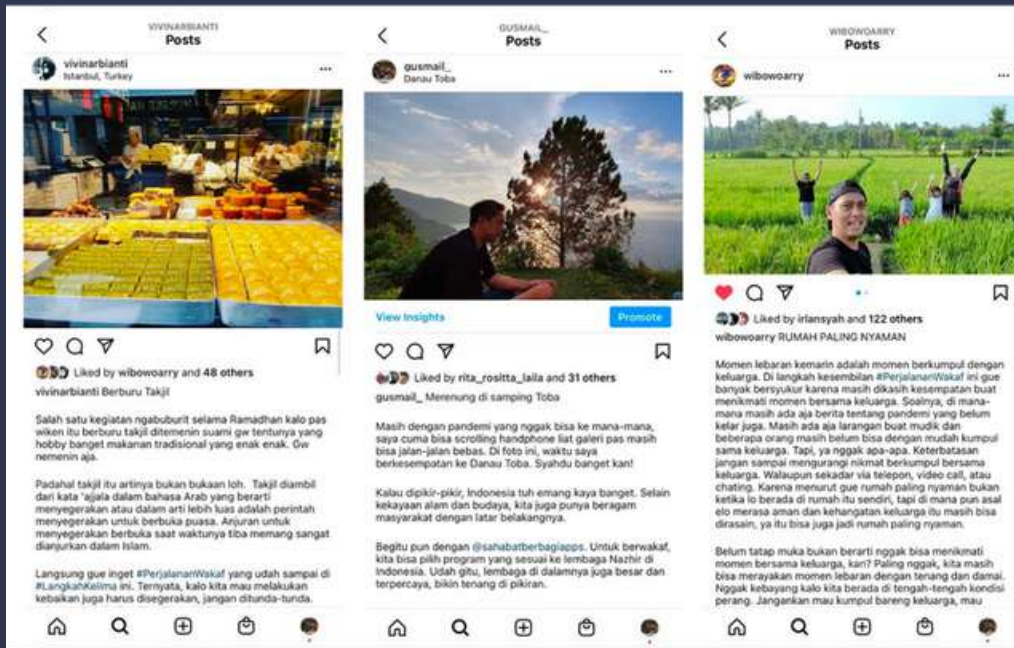 VIVINARBIANTI
Posts
vivinarbianti
Istanbul, Turkey
Liked by wibowoarry and 48 others
vivinarbianti Berburu Takjil
Salah satu kegiatan ngabuburit selama Ramadhan kalo pas
wiken itu berburu takjil ditemenin suami gw tentunya yang
hobby banget makanan tradisional yang enak enak. Gw
nemenin aja.
Padahal takjil itu artinya bukan bukaan loh. Takjil diambil
dari kata 'ajjala dalam bahasa Arab yang berarti
menyegerakan atau dalam arti lebih luas adalah perintah
menyegerakan untuk berbuka puasa. Anjuran untuk
menyegerakan berbuka saat waktunya tiba memang sangat
dianjurkan dalam Islam.
Langsung gue inget #PerjalananWakaf yang udah sampai di
#LangkahKelima ini. Ternyata, kalo kita mau melakukan
kebaikan juga harus disegerakan, jangan ditunda-tunda.
GUSMAIL_
Posts
gusmail_
Danau Toba
View Insights
Promote
Liked by rita_rositta_laila and 31 others
gusmail_ Merenung di samping Toba
Masih dengan pandemi yang nggak bisa ke mana-mana,
saya cuma bisa scrolling handphone liat galeri pas masih
bisa jalan-jalan bebas. Di foto ini, waktu saya
berkesempatan ke Danau Toba. Syahdu banget kan!
Kalau dipikir-pikir, Indonesia tuh emang kaya banget. Selain
kekayaan alam dan budaya, kita juga punya beragam
masyarakat dengan latar belakangnya.
Begitu pun dengan @sahabatberbagiapps. Untuk berwakaf,
kita bisa pilih program yang sesuai ke lembaga Nazhir di
Indonesia. Udah gitu, lembaga di dalamnya juga besar dan
terpercaya, bikin tenang di pikiran.
WIBOWOARRY
Posts
wibowoarry
Liked by irlansyah and 122 others
wibowoarry RUMAH PALING NYAMAN
Momen lebaran kemarin adalah momen berkumpul dengan
keluarga. Di langkah kesembilan #PerjalananWakaf ini gue
banyak bersyukur karena masih dikasih kesempatan buat
menikmati momen bersama keluarga. Soalnya, di mana-
mana masih ada aja berita tentang pandemi yang belum
kelar juga. Masih ada aja larangan buat mudik dan
beberapa orang masih belum bisa dengan mudah kumpul
sama keluarga. Tapi, ya nggak apa-apa. Keterbatasan
jangan sampai mengurangi nikmat berkumpul bersama
keluarga. Walaupun sekadar via telepon, video call, atau
chating. Karena menurut gue rumah paling nyaman bukan
ketika lo berada di rumah itu sendiri, tapi di mana pun asal
elo merasa aman dan kehangatan keluarga itu masih bisa
dirasain, ya itu bisa juga jadi rumah paling nyaman.
Belum tatap muka bukan berarti nggak bisa menikmati
momen bersama keluarga, kan? Paling nggak, kita masih
bisa merayakan momen lebaran dengan tenang dan damai.
Nggak kebayang kalo kita berada di tengah-tengah kondisi
perang. Jangankan mau kumpul bareng keluarga, mau